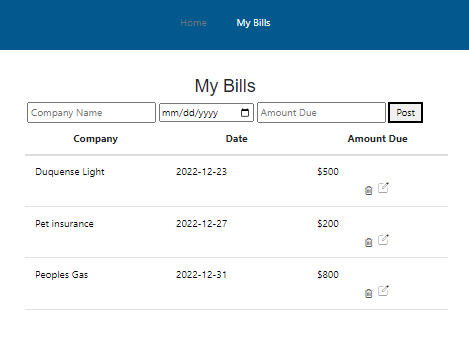 Home My Bills
My Bills
Company Name mm/dd/yyyy Amount Due Post
Company Date Amount Due
Duquense Light 2022-12-23 $500
Pet insurance 2022-12-27 $200
Peoples Gas 2022-12-31 $800